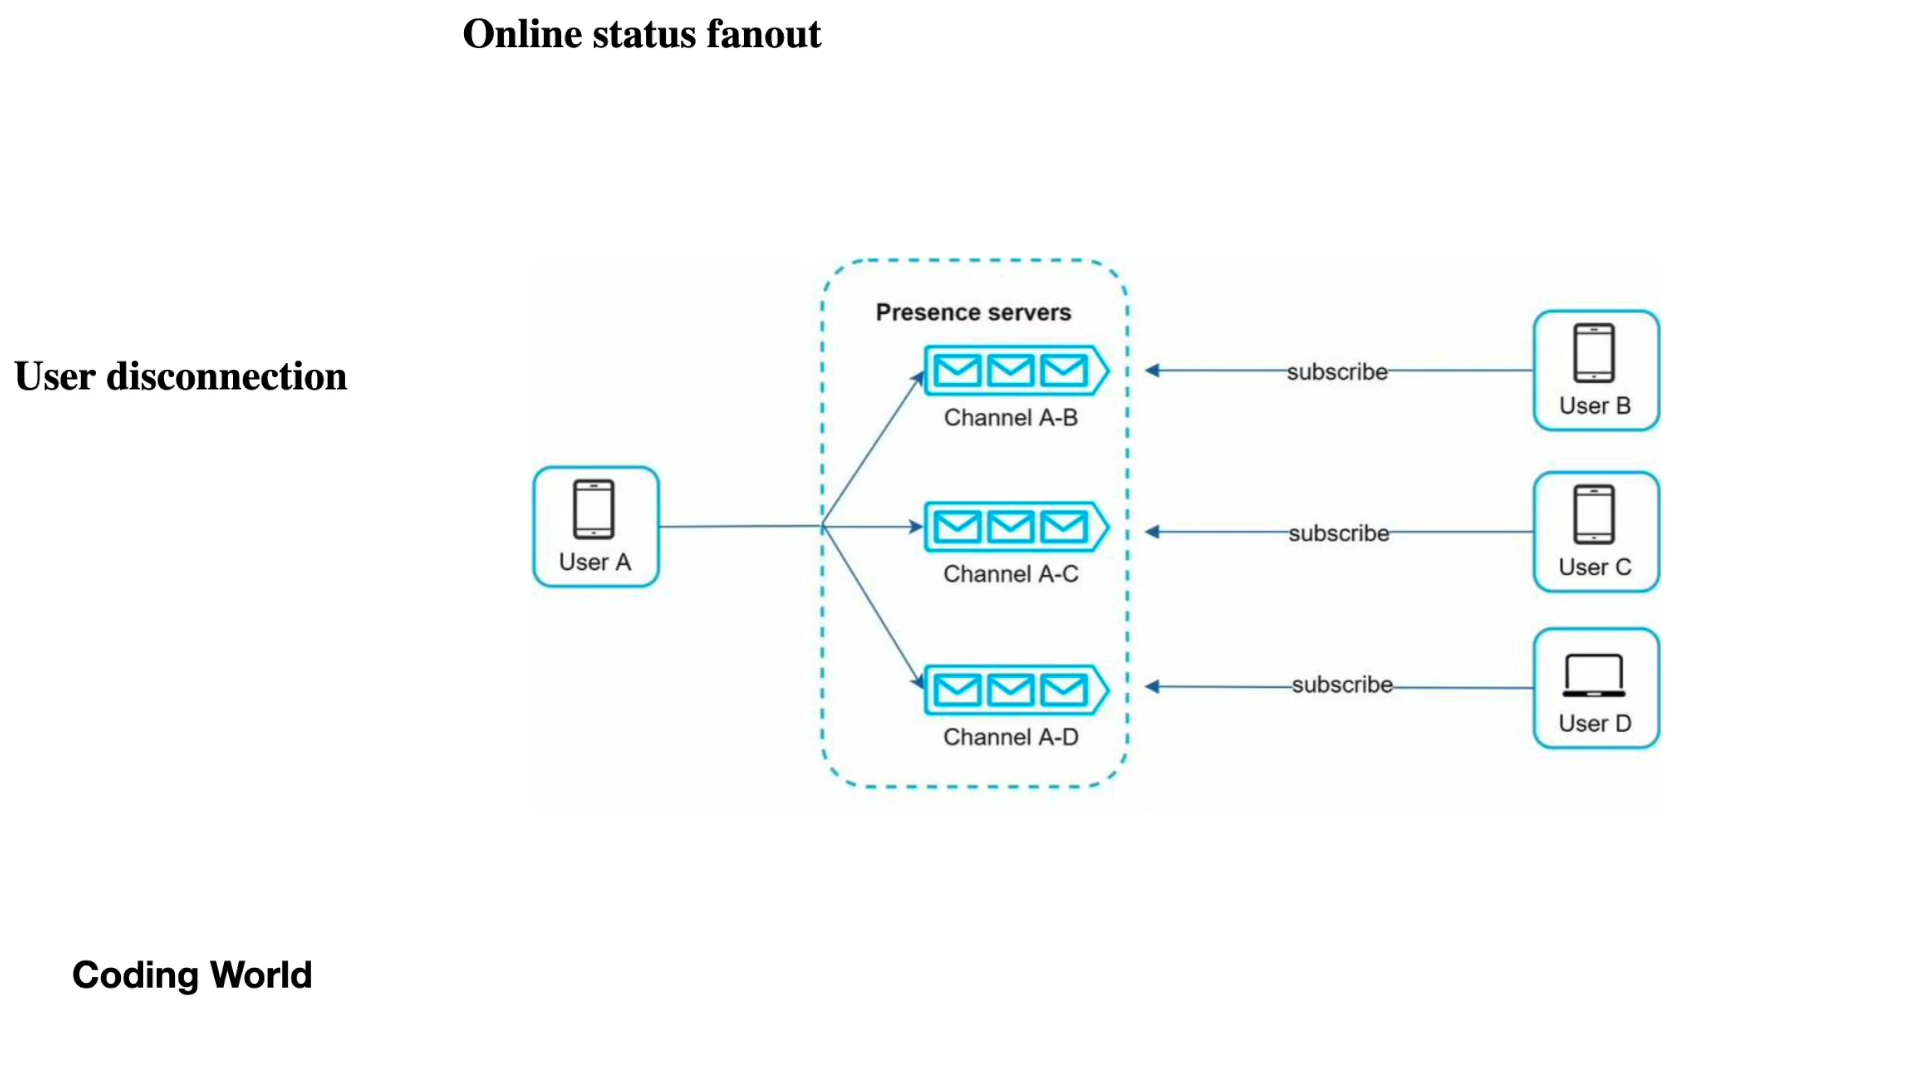 Online status fanout
User disconnection
Presence servers
Channel A-B
subscribe
User B
User A
Channel A-C
subscribe
User C
Channel A-D
subscribe
User D
Coding World